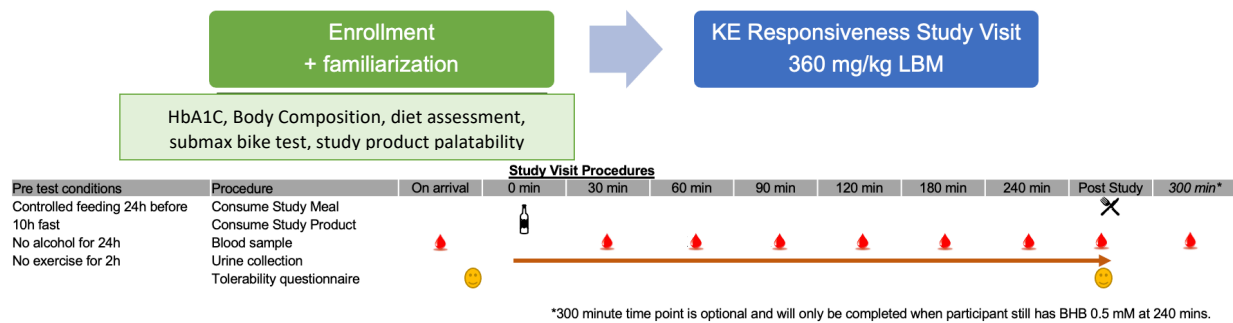 Enrollment
+ familiarization
KE Responsiveness Study Visit
360 mg/kg LBM
HbA1C, Body Composition, diet assessment,
submax bike test, study product palatability
Study Visit Procedures
Pre test conditions Procedure On arrival 0 min 30 min 60 min 90 min 120 min 180 min 240 min Post Study 300 min*
Controlled feeding 24h before Consume Study Meal
10h fast Consume Study Product
No alcohol for 24h Blood sample
No exercise for 2h Urine collection
Tolerability questionnaire
*300 minute time point is optional and will only be completed when participant still has BHB 0.5 mM at 240 mins.